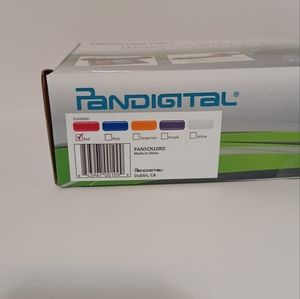 PANDIGITAL®
Contains:
Red Blue Tangerine Purple White
PANSCN10RD
Made in China
PANDIGITAL
Dublin, CA